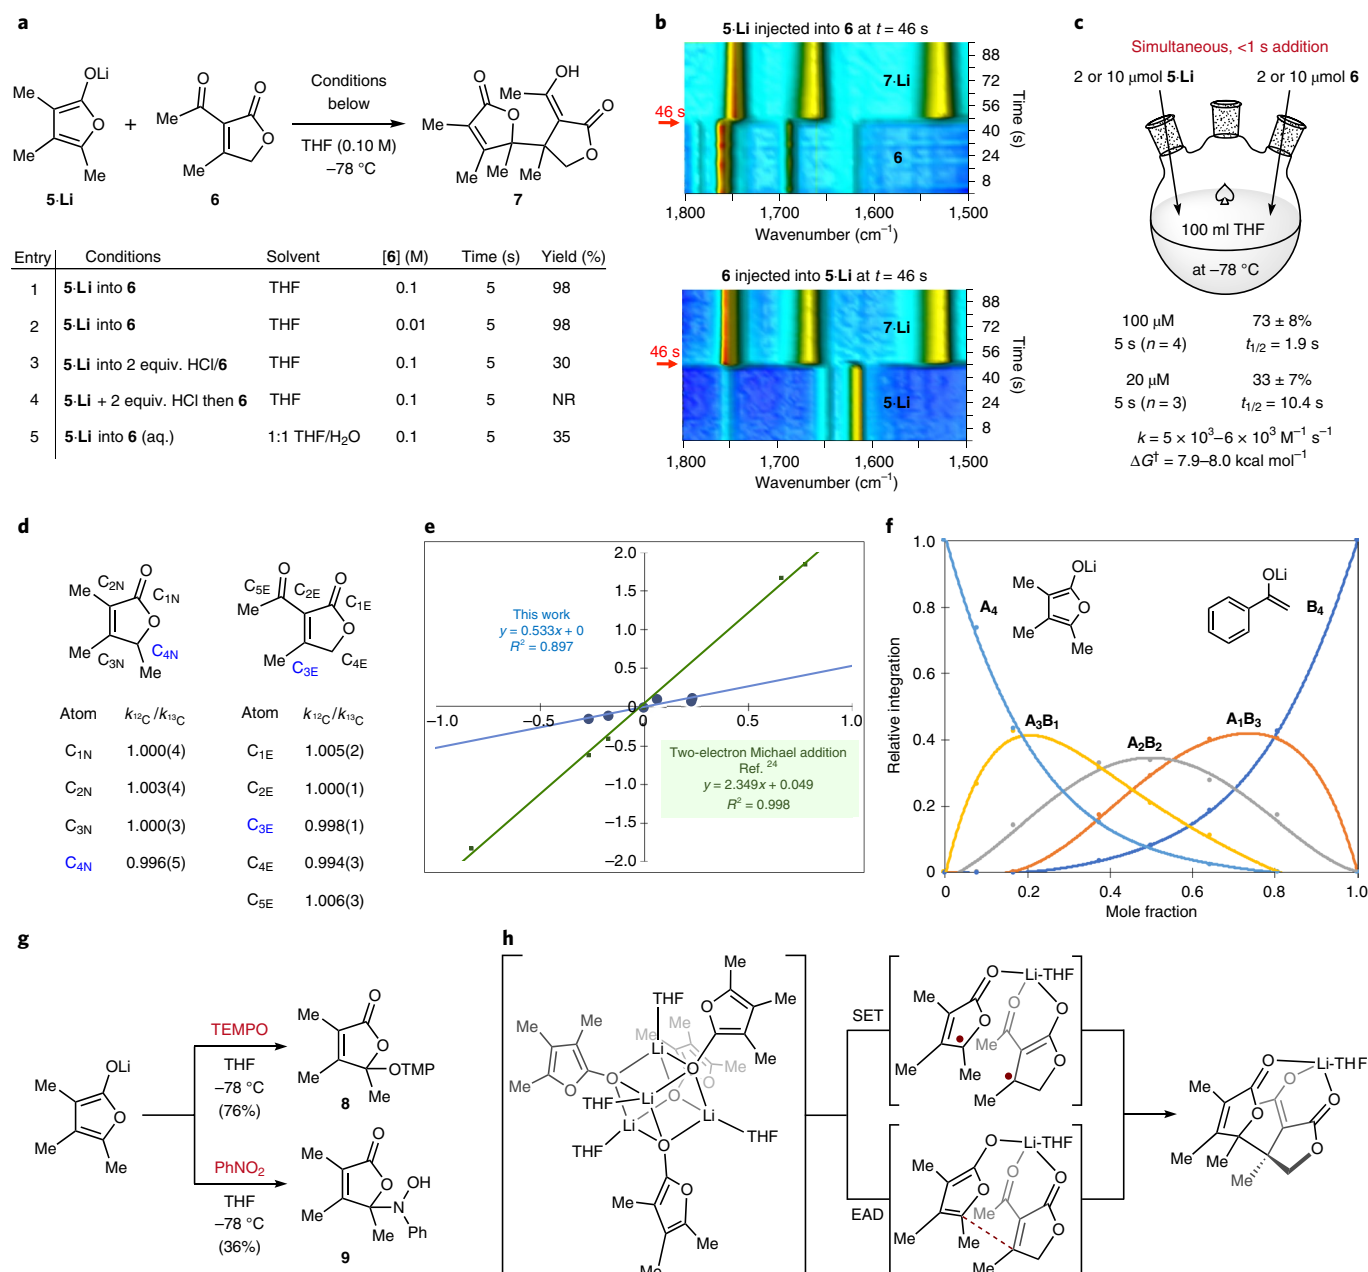 a
OLi
Me
O
Me
Me
5·Li
+
O
O
Me
O
Me
6
Conditions
below
THF (0.10 M)
–78 °C
O
Me
OH
O
Me
O
O
Me
Me
Me
7
Entry Conditions Solvent [6] (M) Time (s) Yield (%)
1 5·Li into 6 THF 0.1 5 98
2 5·Li into 6 THF 0.01 5 98
3 5·Li into 2 equiv. HCl/6 THF 0.1 5 30
4 5·Li + 2 equiv. HCl then 6 THF 0.1 5 NR
5 5·Li into 6 (aq.) 1:1 THF/H2O 0.1 5 35
b
5·Li injected into 6 at t = 46 s
46 s
7·Li
6
88
72
56
40
24
8
Time (s)
1,800 1,700 1,600 1,500
Wavenumber (cm–1)
6 injected into 5·Li at t = 46 s
46 s
7·Li
5·Li
88
72
56
40
24
8
Time (s)
1,800 1,700 1,600 1,500
Wavenumber (cm–1)
c
Simultaneous, <1 s addition
2 or 10 μmol 5·Li 2 or 10 μmol 6
100 ml THF
at –78 °C
100 μM 73 ± 8%
5 s (n = 4) t1/2 = 1.9 s
20 μM 33 ± 7%
5 s (n = 3) t1/2 = 10.4 s
k = 5 × 10³–6 × 10³ M–1 s–1
ΔG† = 7.9–8.0 kcal mol–1
d
C2N
O
Me
C1N
O
Me
C3N
Me
C4N
C5E
O
C2E
O
Me
C1E
O
Me
C4E
C3E
Atom k12C/k13C
C1N 1.000(4)
C2N 1.003(4)
C3N 1.000(3)
C4N 0.996(5)
Atom k12C/k13C
C1E 1.005(2)
C2E 1.000(1)
C3E 0.998(1)
C4E 0.994(3)
C5E 1.006(3)
e
2.0
1.5
1.0
0.5
0
–0.5
–1.0
–1.5
–2.0
–1.0 –0.5 0 0.5 1.0
This work
y = 0.533x + 0
R2 = 0.897
Two-electron Michael addition
Ref. 24
y = 2.349x + 0.049
R2 = 0.998
f
1.0
0.8
0.6
0.4
0.2
0
Relative integration
A4
OLi
Me
O
Me
Me
OLi
B4
A3B1
A2B2
A1B3
0 0.2 0.4 0.6 0.8 1.0
Mole fraction
g
OLi
Me
O
Me
Me
TEMPO
THF
–78 °C
(76%)
O
Me
O
Me
OTMP
Me
8
PhNO2
THF
–78 °C
(36%)
O
Me
O
OH
Me
N
Me
Ph
9
h
Me
Me
O
THF
Me
Me
Me
Me
Me
Me
Li
Me
O
O
Me
O
O
THF
Li
O
Li
Li
THF
THF
O
O
Me
Me
Me
SET
O
Li-THF
Me
O
O
O
Me
Me
Me
O
Me
EAD
O
Li-THF
Me
O
O
O
Me
Me
Me
O
Me
O
Li-THF
Me
O
O
O
Me
O
Me
Me